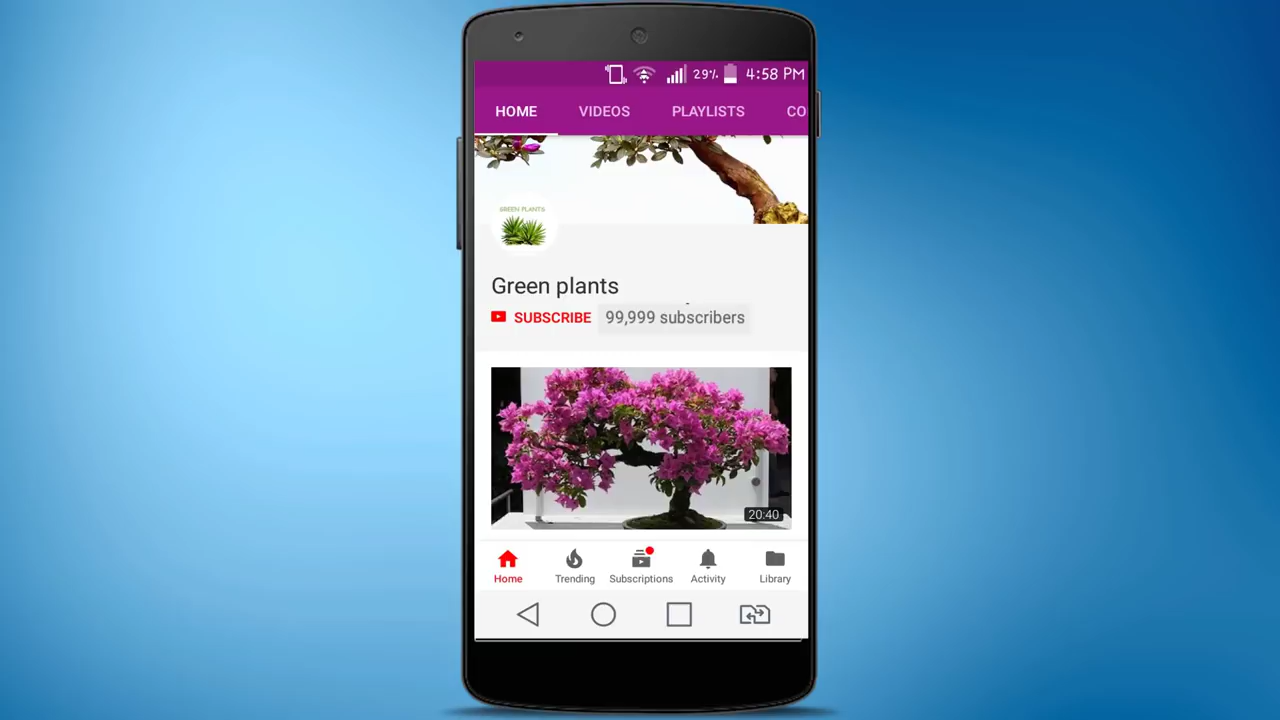 29% 4:58 PM
HOME VIDEOS PLAYLISTS CO
GREEN PLANTS
Green plants
SUBSCRIBE 99,999 subscribers
20:40
Home Trending Subscriptions Activity Library